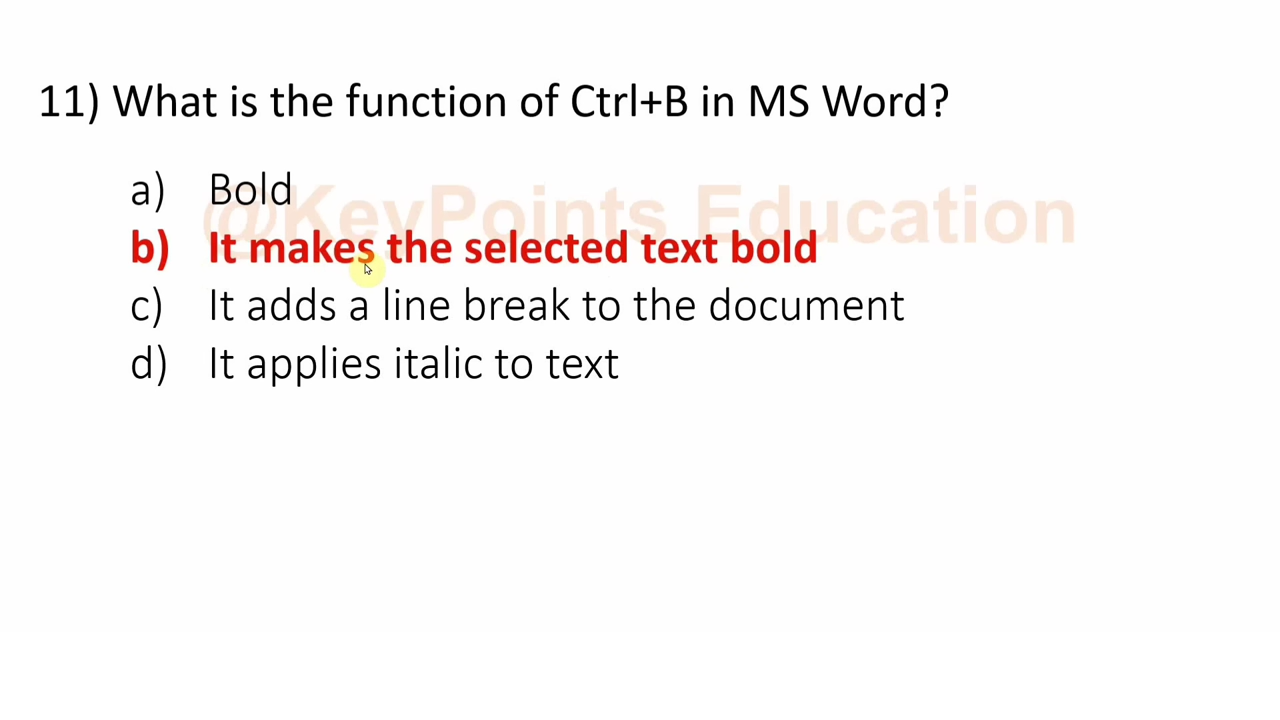 11) What is the function of Ctrl+B in MS Word?
a) Bold
@KeyPoints Education
b) It makes the selected text bold
c) It adds a line break to the document
d) It applies italic to text